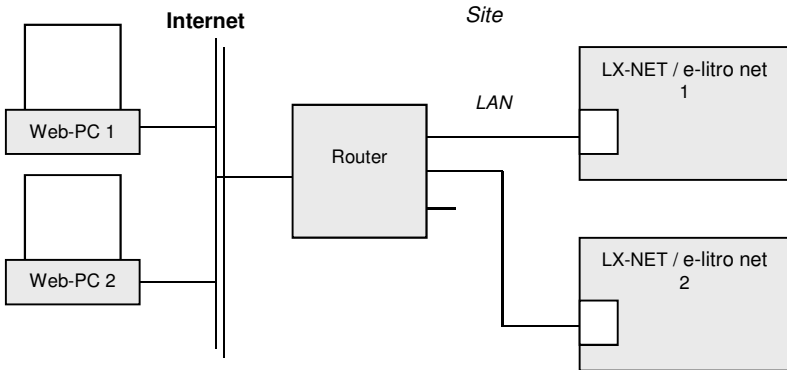 Internet
Site
LX-NET / e-litro net
1
LAN
Web-PC 1
Router
Web-PC 2
LX-NET / e-litro net
2